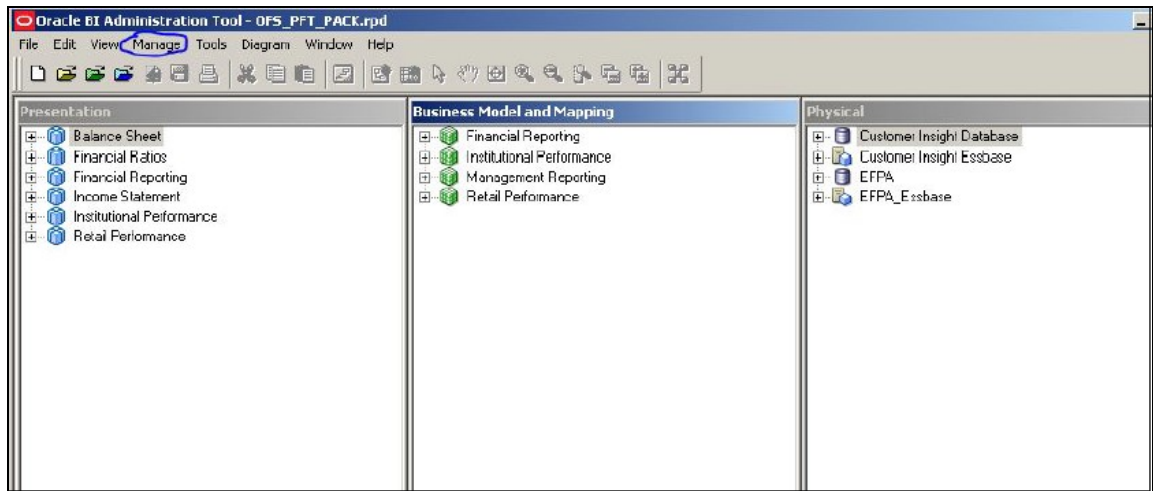 Oracle BI Administration Tool - OFS_PFT_PACK.rpd
File Edit View Manage Tools Diagram Window Help
Presentation
Balance Sheet
Financial Ratios
Financial Reporting
Income Statement
Institutional Performance
Retail Performance
Business Model and Mapping
Financial Reporting
Institutional Performance
Management Reporting
Retail Performance
Physical
Customer Insight Database
Customer Insight Essbase
EFPA
EFPA_Essbase